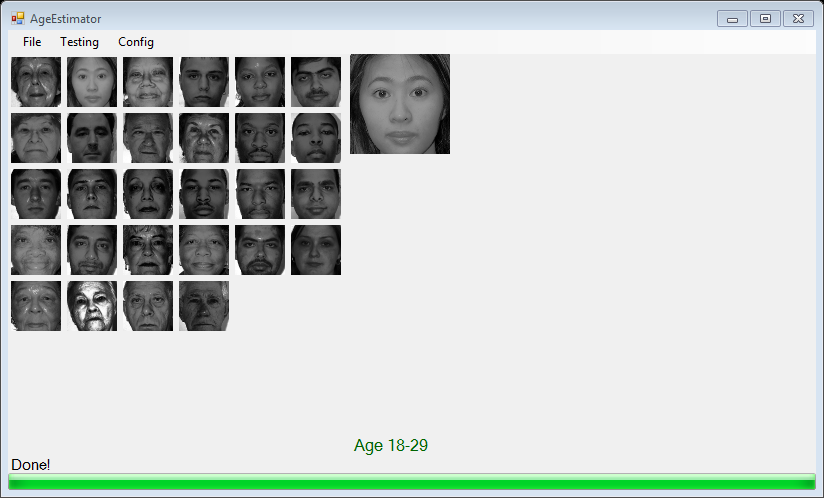 AgeEstimator
File Testing Config
Age 18-29
Done!